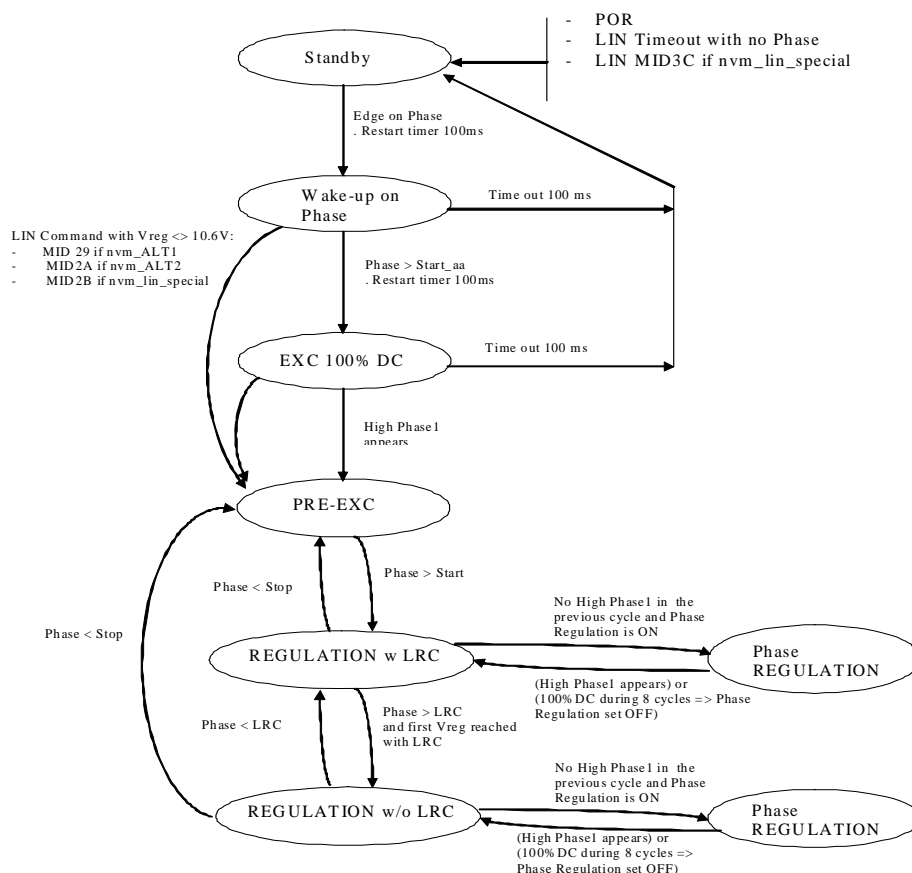 - POR
- LIN Timeout with no Phase
- LIN MID3C if nvm_lin_special
Standby
Edge on Phase
. Restart timer 100ms
Wake-up on
Phase
Time out 100 ms
LIN Command with Vreg <> 10.6V:
- MID 29 if nvm_ALT1
- MID2A if nvm_ALT2
- MID2B if nvm_lin_special
Phase > Start_aa
. Restart timer 100ms
EXC 100% DC
Time out 100 ms
High Phase1
appears
PRE-EXC
Phase < Stop
Phase > Start
Phase < Stop
No High Phase1 in the
previous cycle and Phase
Regulation is ON
REGULATION w LRC
Phase
REGULATION
(High Phase1 appears) or
(100% DC during 8 cycles => Phase
Regulation set OFF)
Phase < LRC
Phase > LRC
and first Vreg reached
with LRC
No High Phase1 in the
previous cycle and Phase
Regulation is ON
REGULATION w/o LRC
Phase
REGULATION
(High Phase1 appears) or
(100% DC during 8 cycles =>
Phase Regulation set OFF)